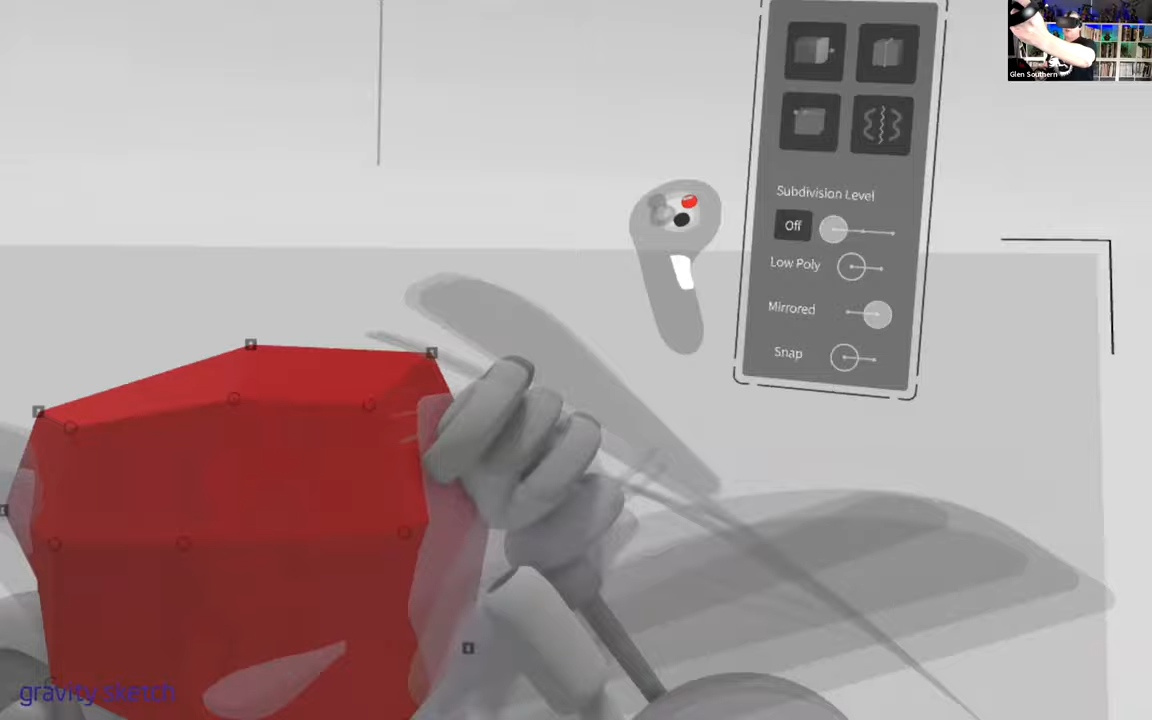 Glen Southern
Subdivision Level
Off
Low Poly
Mirrored
Snap
gravity sketch